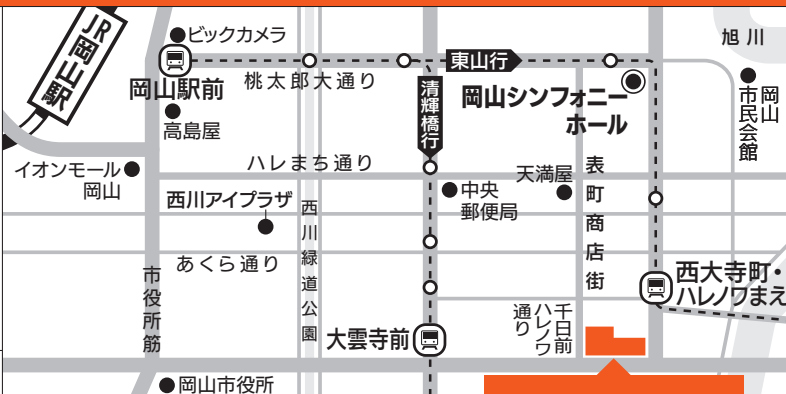 JR岡山駅
ビックカメラ
岡山駅前
桃太郎大通り
東山行
清輝橋行
旭川
岡山シンフォニー
ホール
岡山
市民会館
高島屋
ハレまち通り
イオンモール
岡山
西川アイプラザ
西川緑道公園
中央
郵便局
天満屋
表町商店街
あくら通り
市役所筋
西大寺町・
ハレノワまえ
大雲寺前
千日前
ハレノワ
通り
岡山市役所